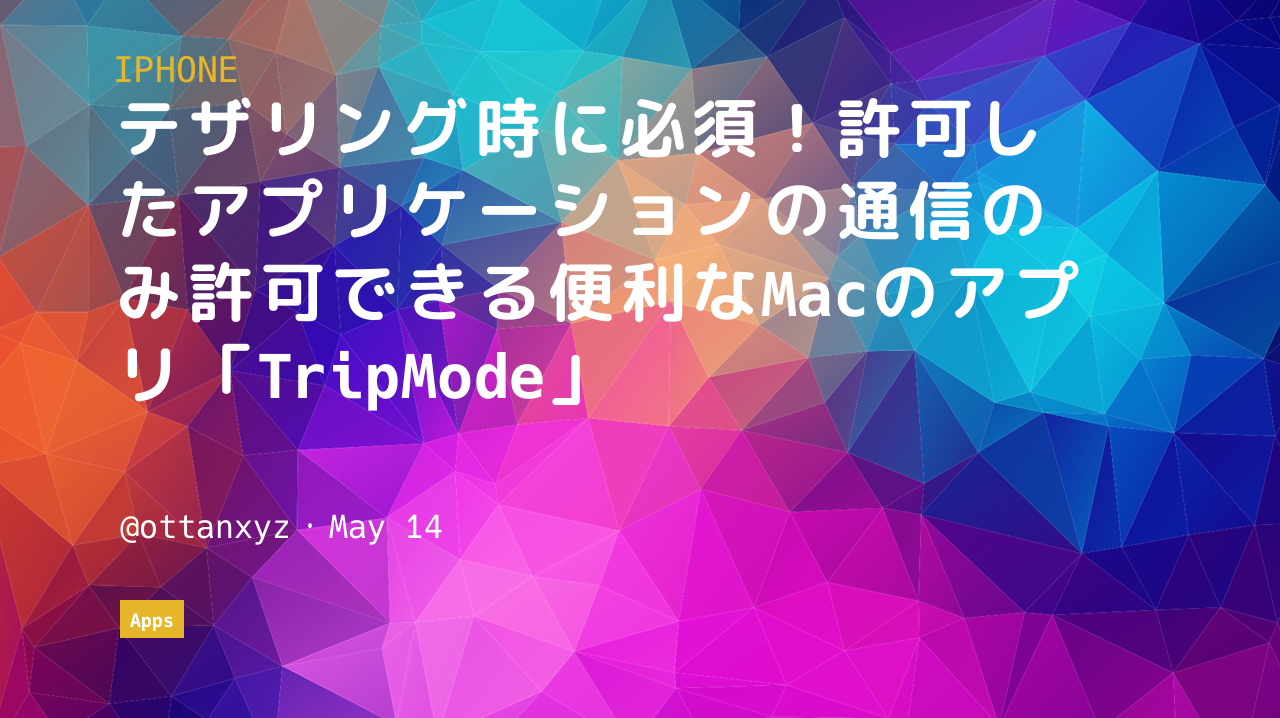 IPHONE
テザリング時に必須！許可し
たアプリケーションの通信の
み許可できる便利なMacのアプ
リ「TripMode」
@ottanxyz · May 14
Apps